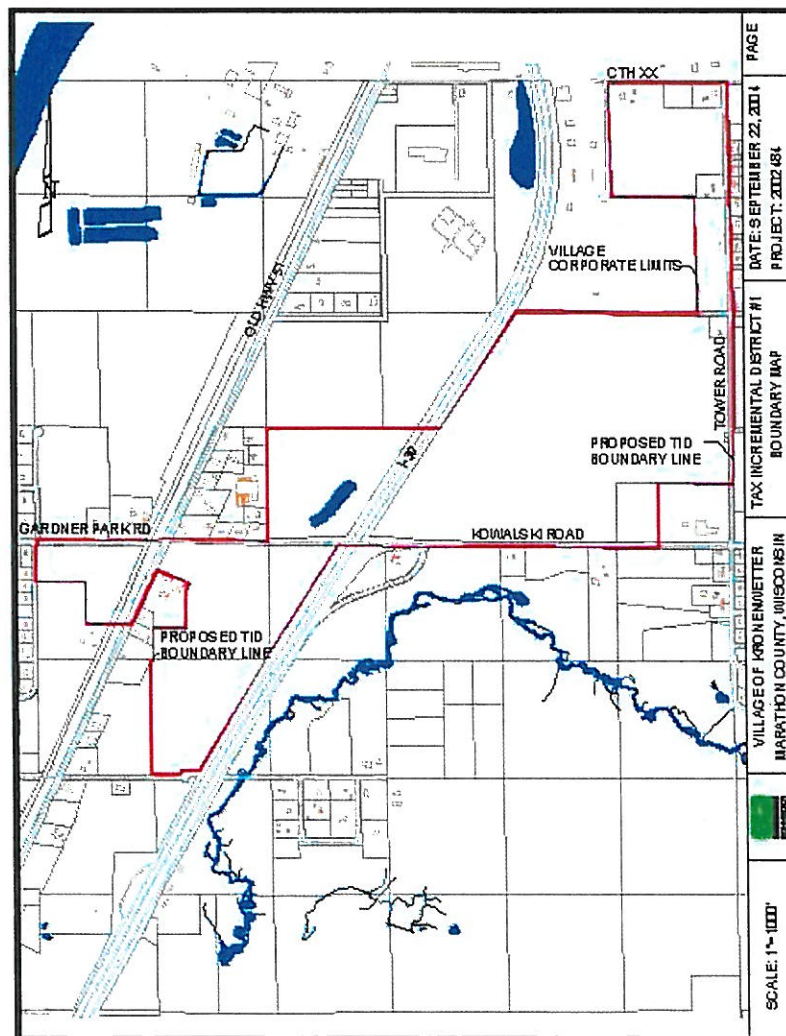 CTH XX
OLD HWY 51
VILLAGE
CORPORATE LIMITS
I-39
TOWER ROAD
PROPOSED TID
BOUNDARY LINE
GARDNER PARK RD
KOWALSKI ROAD
PROPOSED TID
BOUNDARY LINE
N
SCALE: 1"=1000'
VILLAGE OF KRONENWETTER
MARATHON COUNTY, WISCONSIN
TAX INCREMENTAL DISTRICT #1
BOUNDARY MAP
DATE: SEPTEMBER 22, 2004
PROJECT: 2002484
PAGE